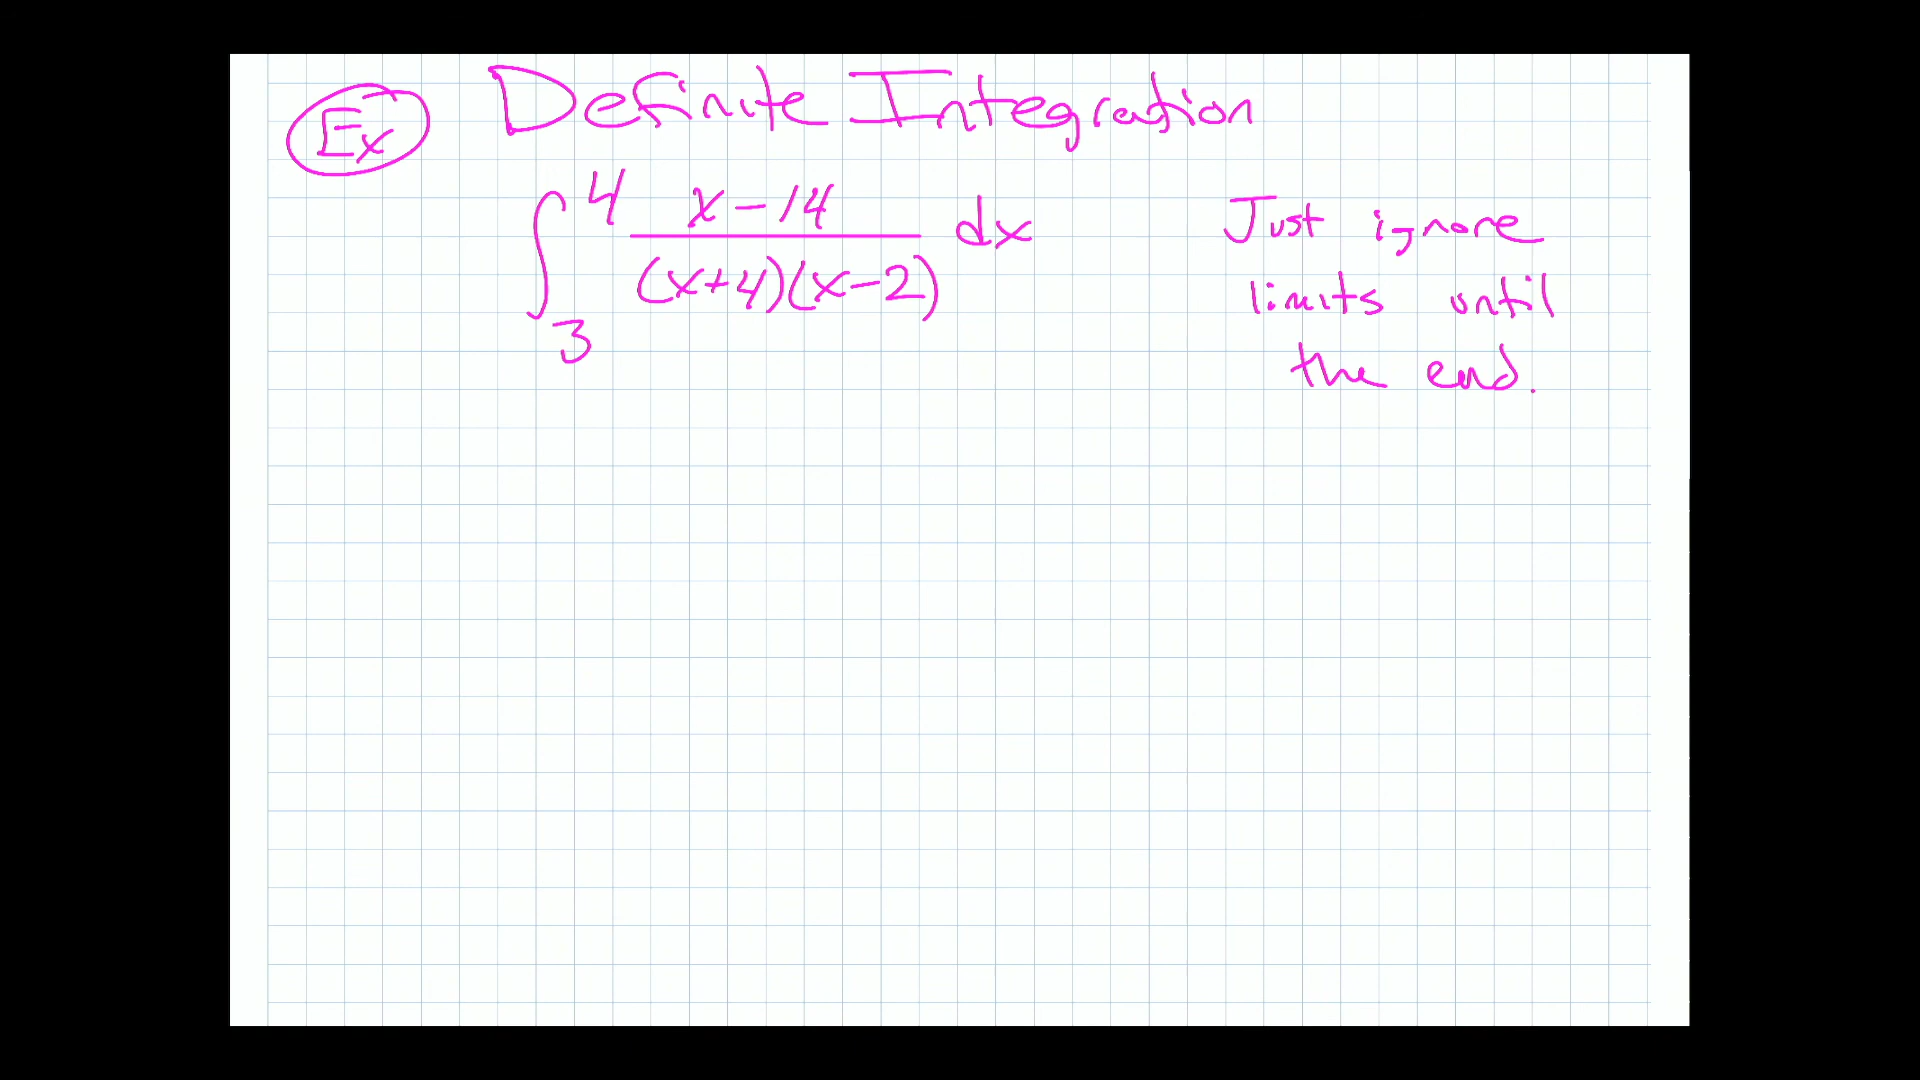 Ex Definite Integration
∫₃⁴ (x-14)/((x+4)(x-2)) dx
Just ignore
limits until
the end.